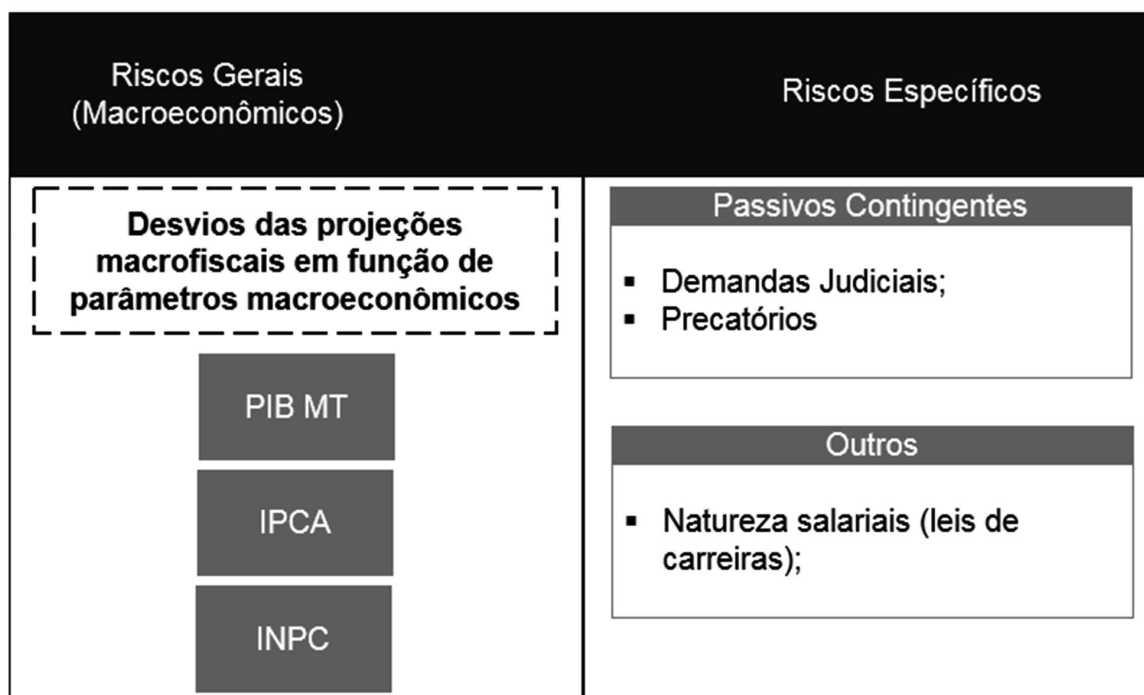 Riscos Gerais
(Macroeconômicos)
Riscos Específicos
Desvios das projeções
macrofiscais em função de
parâmetros macroeconômicos
PIB MT
IPCA
INPC
Passivos Contingentes
▪ Demandas Judiciais;
▪ Precatórios
Outros
▪ Natureza salariais (leis de
carreiras);